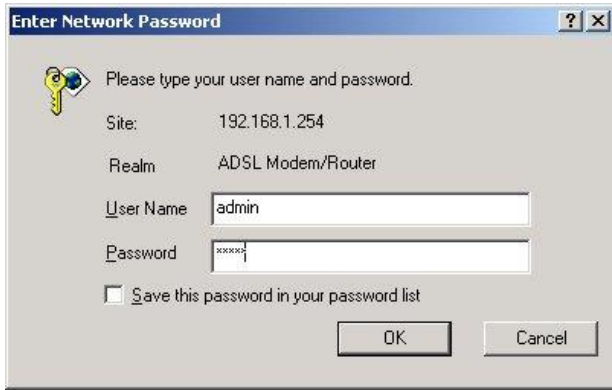 Enter Network Password
? X
Please type your user name and password.
Site: 192.168.1.254
Realm ADSL Modem/Router
User Name admin
Password *****
Save this password in your password list
OK Cancel